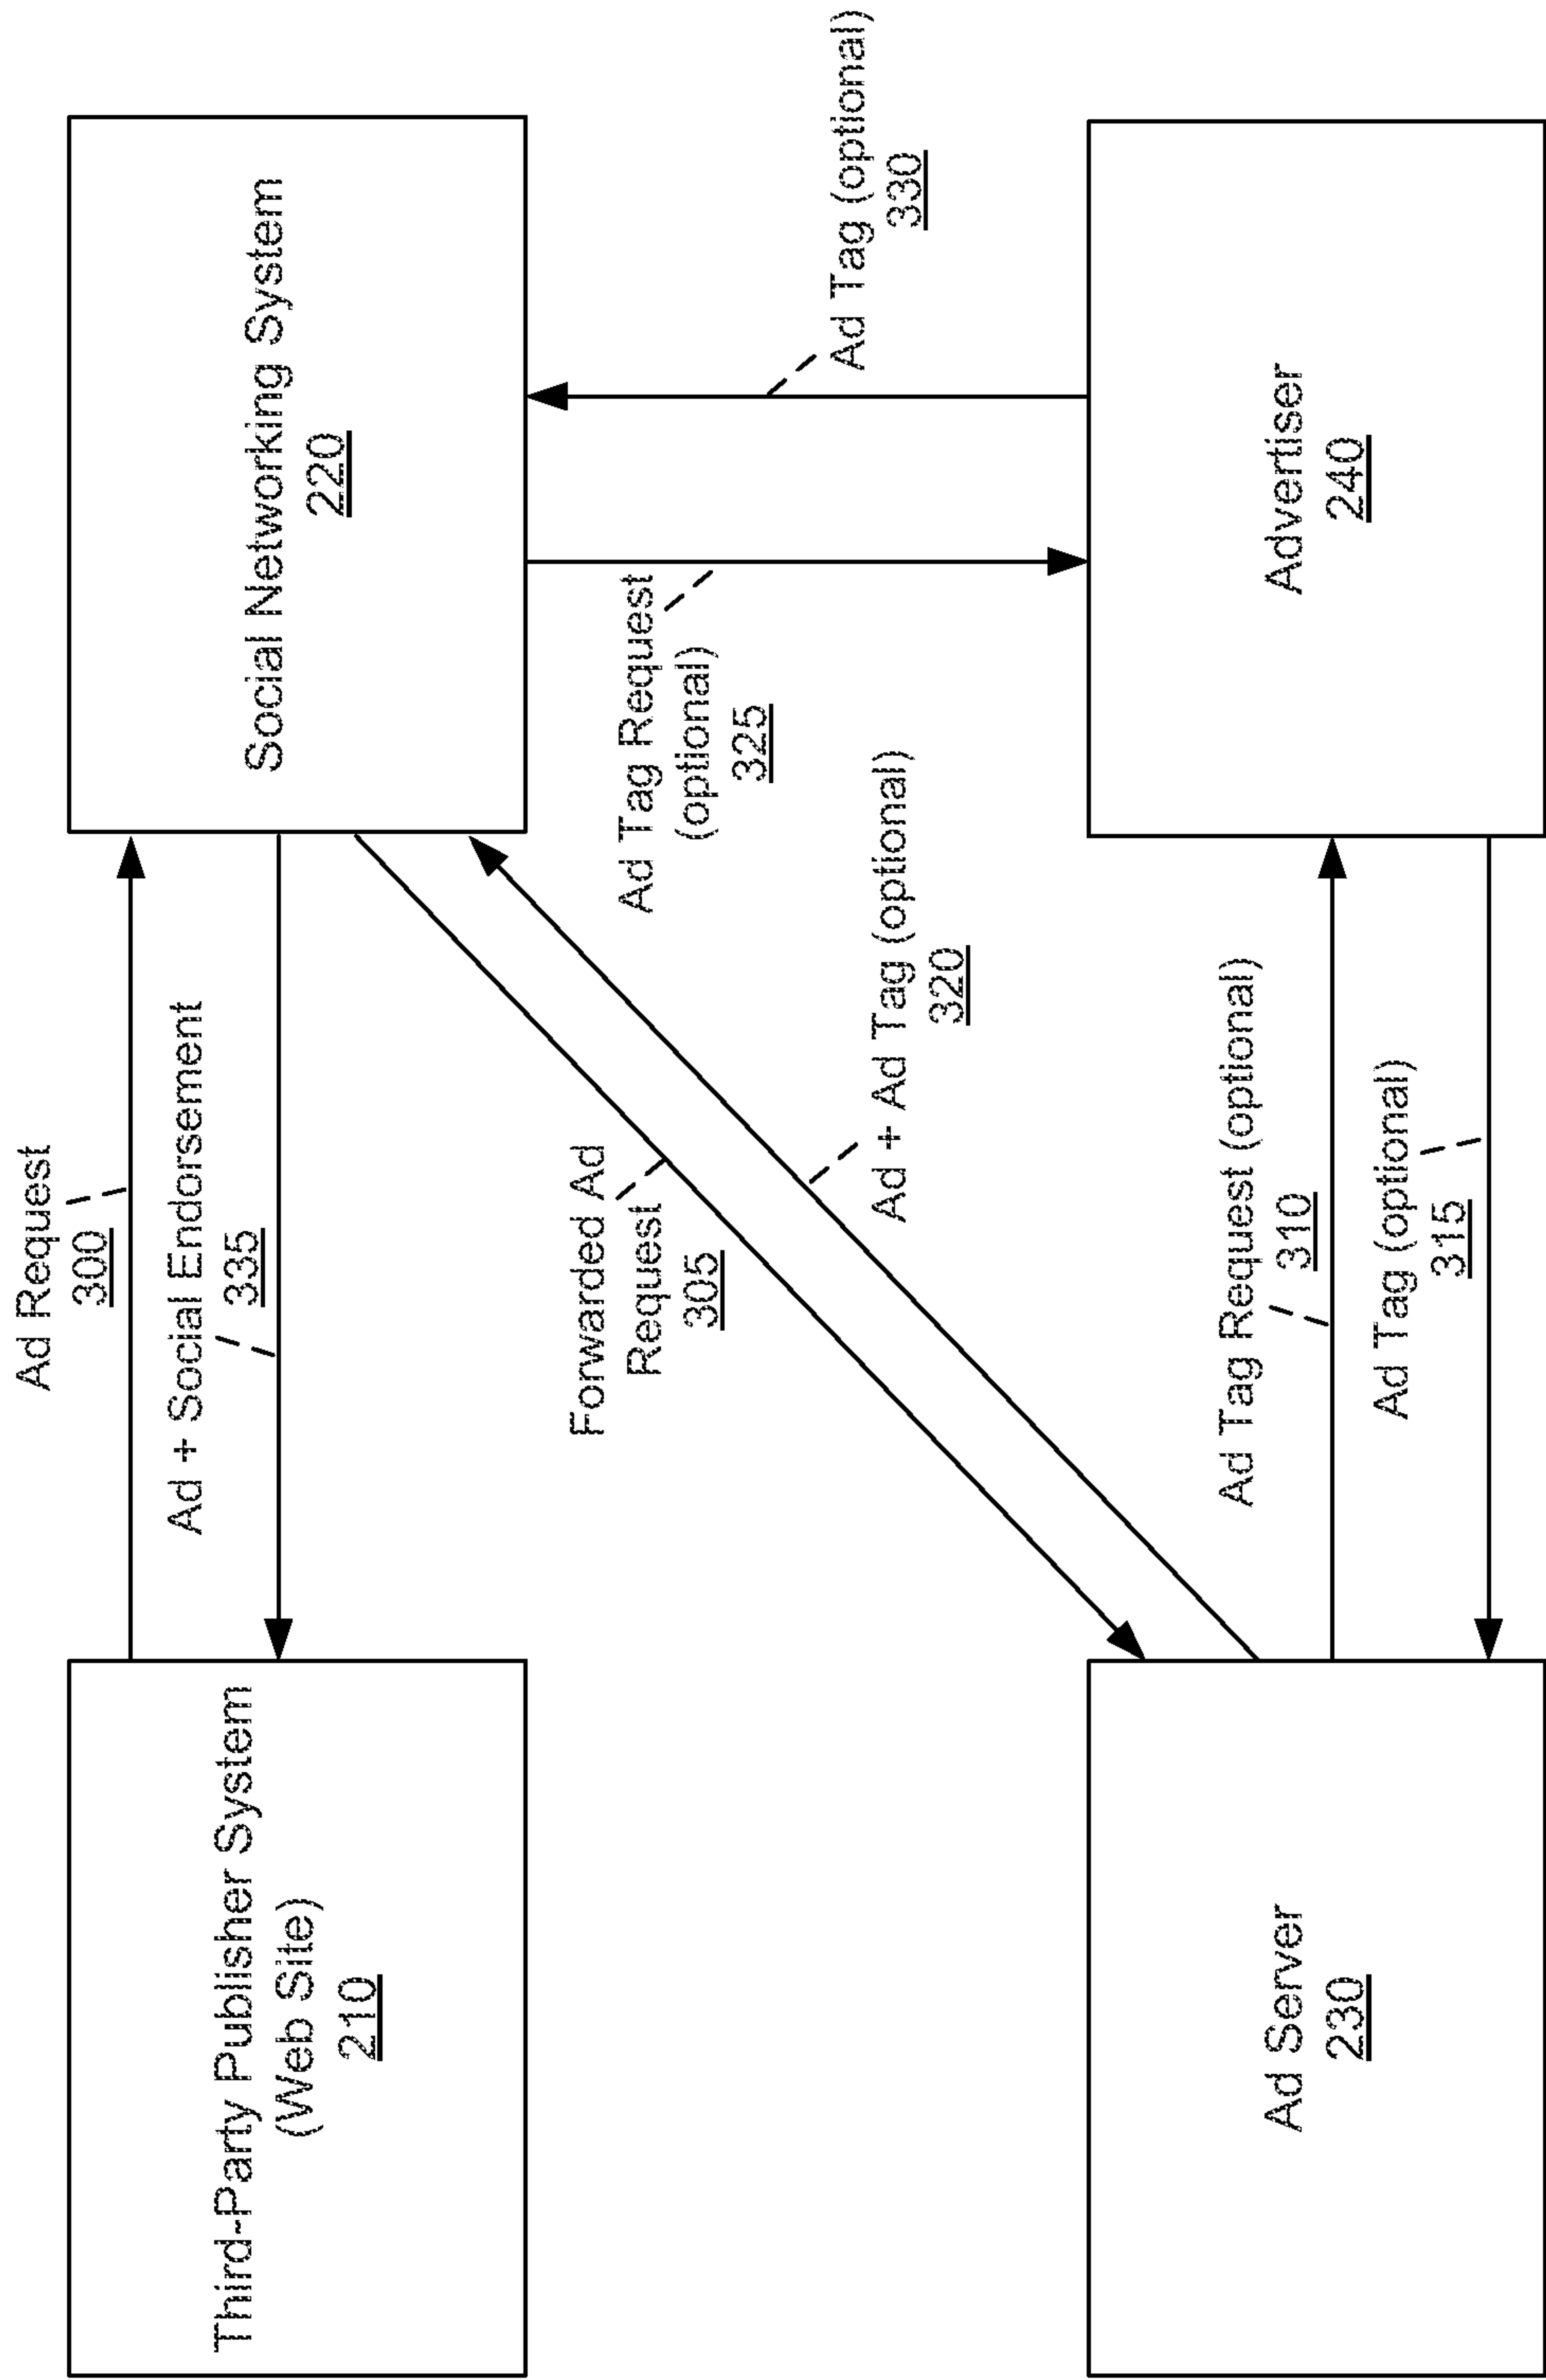 Ad Request
300
Ad + Social Endorsement
335
Third-Party Publisher System
(Web Site)
210
Social Networking System
220
Forwarded Ad
Request
305
Ad Tag Request
(optional)
325
Ad Tag (optional)
330
Ad + Ad Tag (optional)
320
Ad Tag Request (optional)
310
Ad Tag (optional)
315
Ad Server
230
Advertiser
240